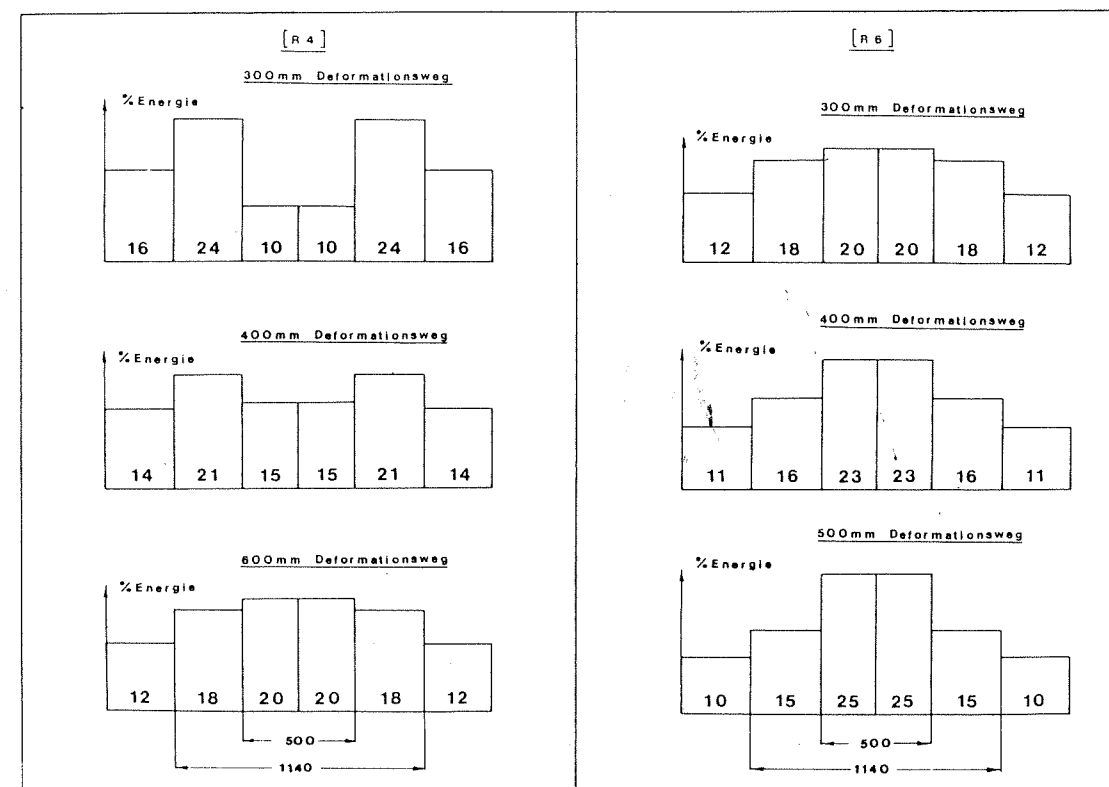 [R 4]
300mm Deformationsweg
%Energie
16 24 10 10 24 16
400mm Deformationsweg
%Energie
14 21 15 15 21 14
600mm Deformationsweg
%Energie
12 18 20 20 18 12
500
1140
[R 6]
300mm Deformationsweg
%Energie
12 18 20 20 18 12
400mm Deformationsweg
%Energie
11 16 23 23 16 11
500mm Deformationsweg
%Energie
10 15 25 25 15 10
500
1140